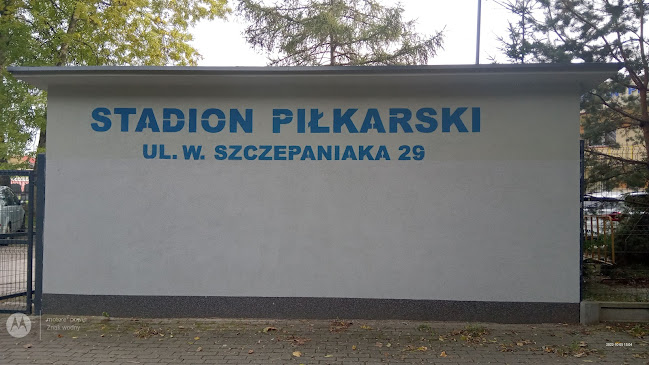 STADION PIŁKARSKI
UL. W. SZCZEPANIAKA 29